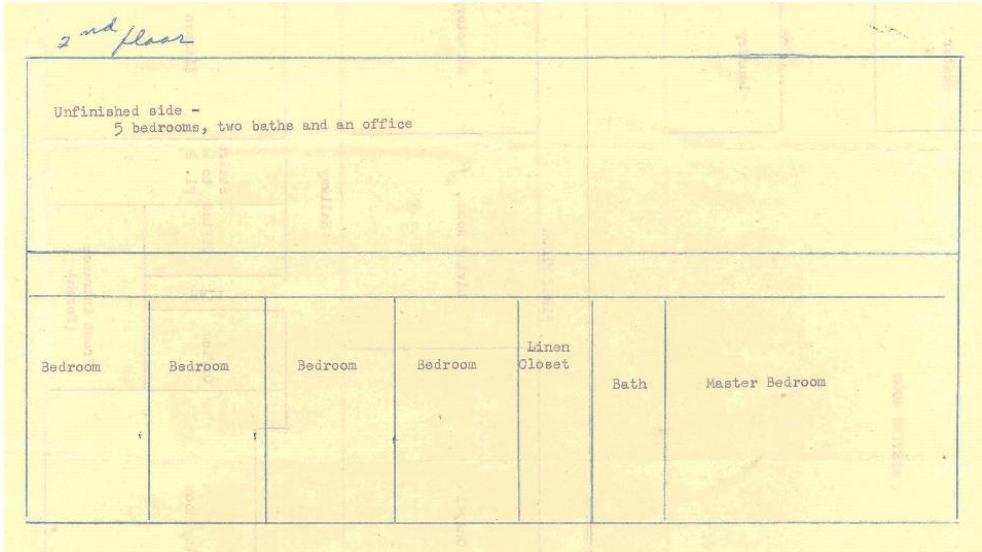 2nd floor
Unfinished side -
5 bedrooms, two baths and an office
Bedroom
Bedroom
Bedroom
Bedroom
Linen
Closet
Bath
Master Bedroom